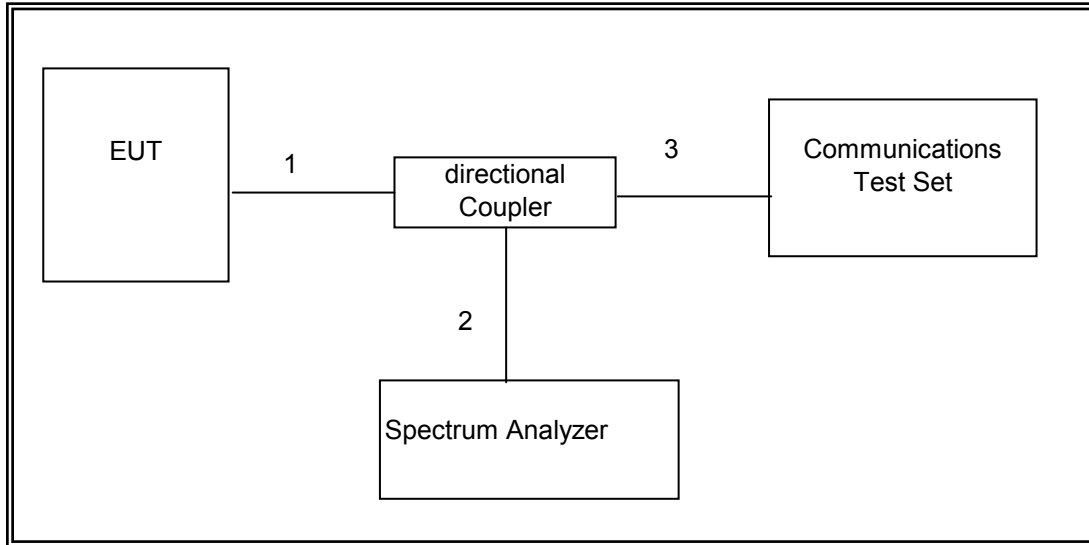 EUT
1
directional
Coupler
3
Communications
Test Set
2
Spectrum Analyzer